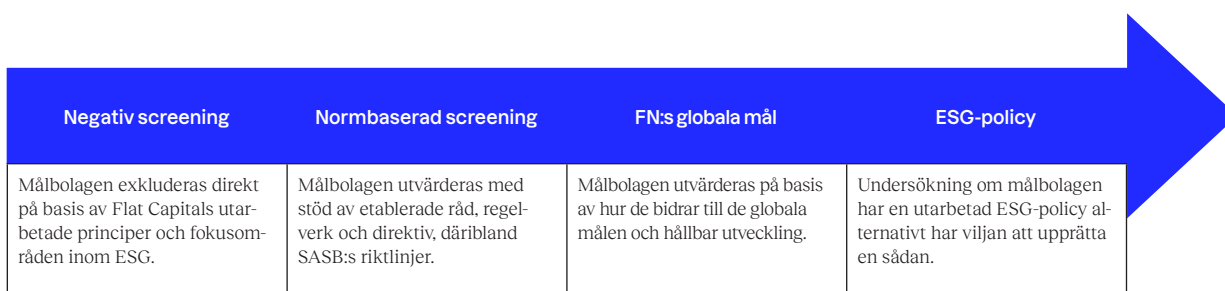 Negativ screening
Normbaserad screening
FN:s globala mål
ESG-policy
Målbolagen exkluderas direkt
på basis av Flat Capitals utar-
betade principer och fokusom-
råden inom ESG.
Målbolagen utvärderas med
stöd av etablerade råd, regel-
verk och direktiv, däribland
SASB:s riktlinjer.
Målbolagen utvärderas på basis
av hur de bidrar till de globala
målen och hållbar utveckling.
Undersökning om målbolagen
har en utarbetad ESG-policy al-
ternativt har viljan att upprätta
en sådan.